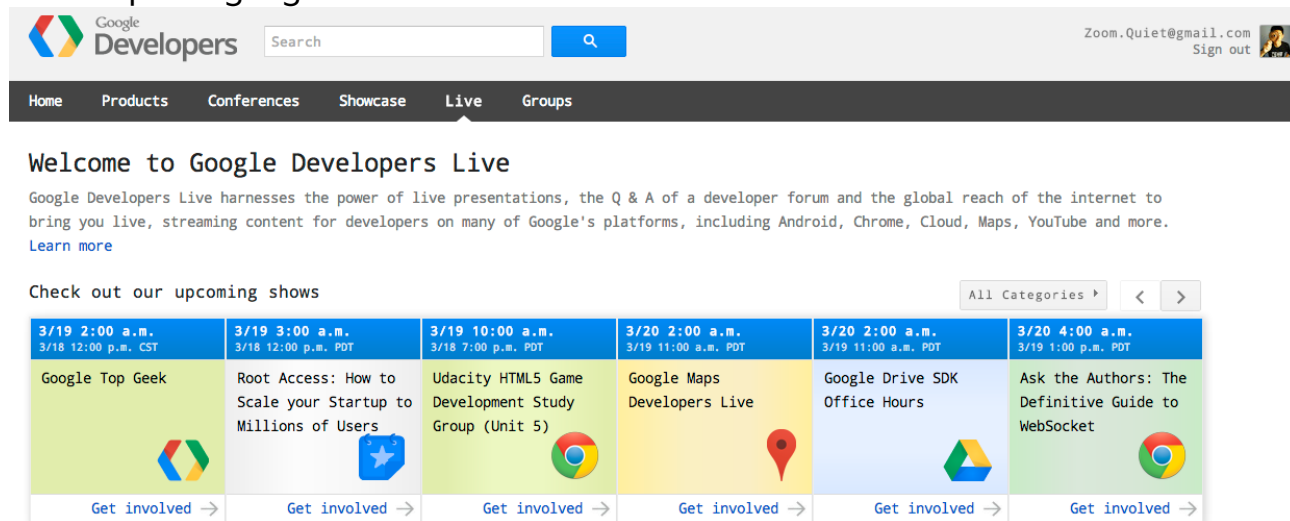 Google
Developers
Search
Zoom.Quiet@gmail.com
Sign out
Home Products Conferences Showcase Live Groups
Welcome to Google Developers Live
Google Developers Live harnesses the power of live presentations, the Q & A of a developer forum and the global reach of the internet to
bring you live, streaming content for developers on many of Google's platforms, including Android, Chrome, Cloud, Maps, YouTube and more.
Learn more
Check out our upcoming shows
All Categories
3/19 2:00 a.m.
3/18 12:00 p.m. CST
Google Top Geek
Get involved
3/19 3:00 a.m.
3/18 12:00 p.m. PDT
Root Access: How to
Scale your Startup to
Millions of Users
Get involved
3/19 10:00 a.m.
3/18 7:00 p.m. PDT
Udacity HTML5 Game
Development Study
Group (Unit 5)
Get involved
3/20 2:00 a.m.
3/19 11:00 a.m. PDT
Google Maps
Developers Live
Get involved
3/20 2:00 a.m.
3/19 11:00 a.m. PDT
Google Drive SDK
Office Hours
Get involved
3/20 4:00 a.m.
3/19 1:00 p.m. PDT
Ask the Authors: The
Definitive Guide to
WebSocket
Get involved